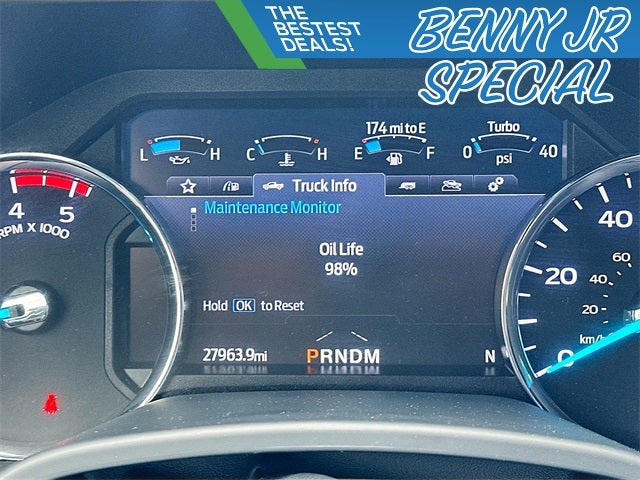 THE
BESTEST
DEALS!
BENNY JR
SPECIAL
174 mi to E
Turbo
L H
C H
E F
0 40
psi
Truck Info
Maintenance Monitor
Oil Life
98%
Hold OK to Reset
27963.9mi
PRNDM
N
4 5
RPM X 1000
40
20
0
60
40
20
km/h